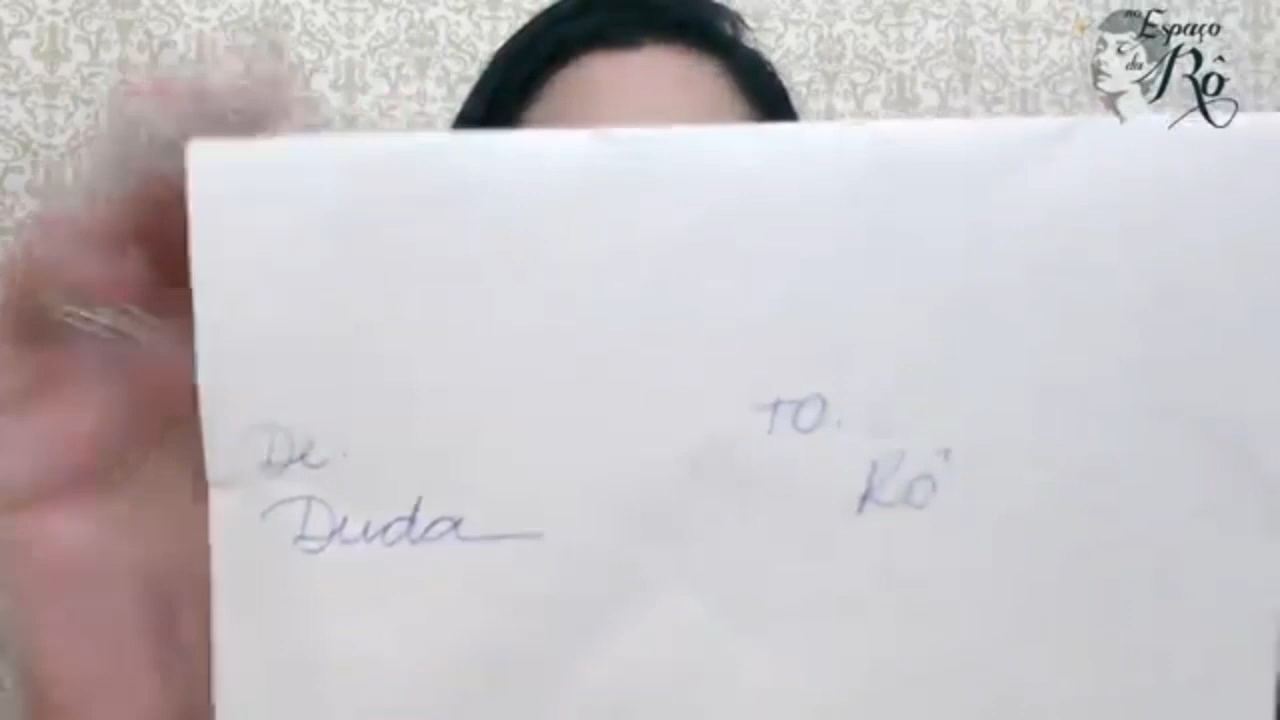 no Espaço
da Rô
De.
Duda
TO.
Rô